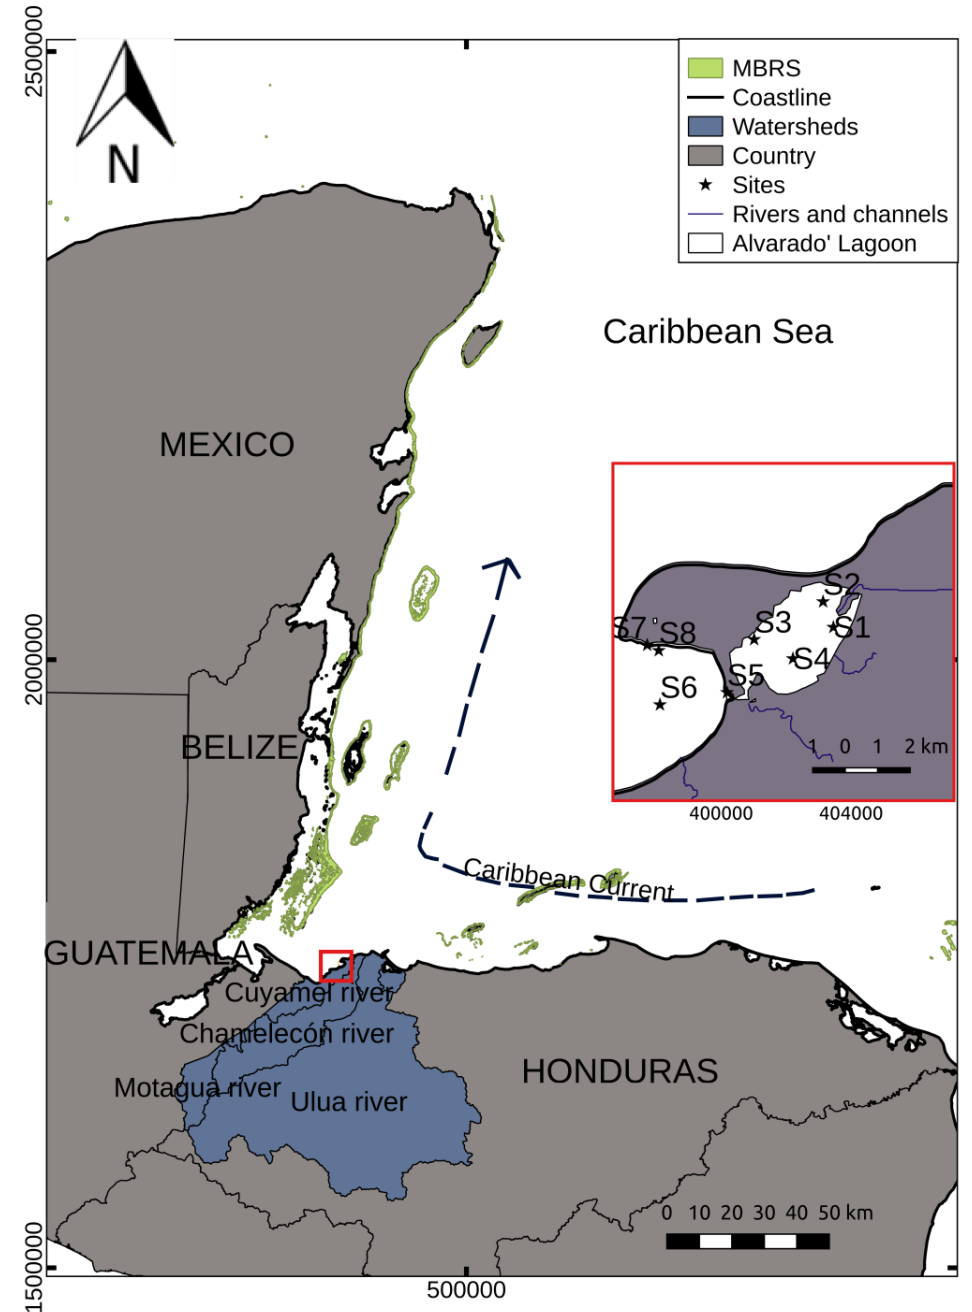 2500000
N
MBRS
Coastline
Watersheds
Country
Sites
Rivers and channels
Alvarado' Lagoon
Caribbean Sea
MEXICO
S2
S3
S1
S7
S8
S4
S5
S6
1 0 1 2 km
400000 404000
2000000
BELIZE
Caribbean Current
GUATEMALA
Cuyamel river
Chamelecón river
HONDURAS
Motagua river
Ulua river
0 10 20 30 40 50 km
1500000
500000